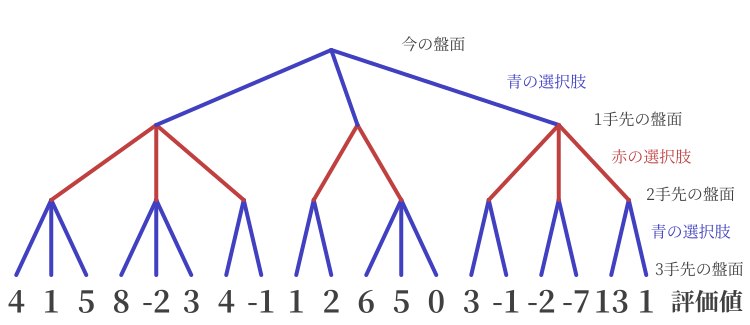 今の盤面
青の選択肢
1手先の盤面
赤の選択肢
2手先の盤面
青の選択肢
3手先の盤面
4 1 5 8 -2 3 4 -1 1 2 6 5 0 3 -1 -2 -7 13 1 評価値